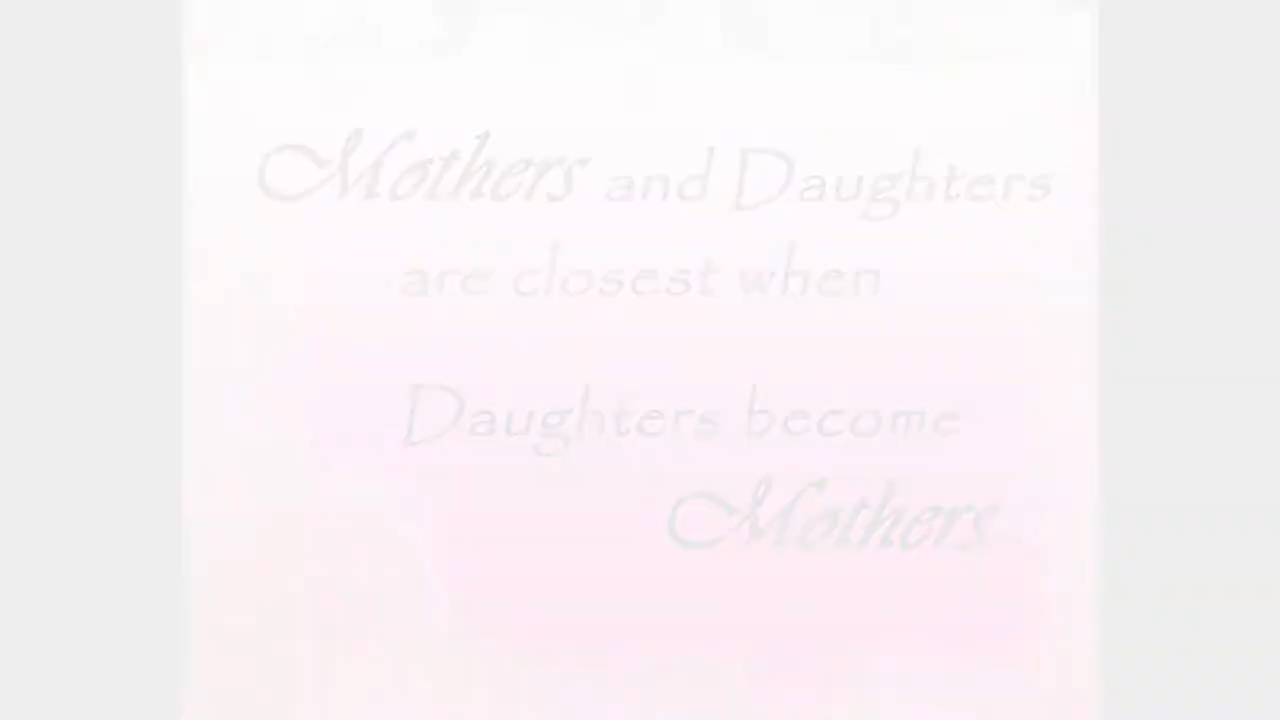 Mothers and Daughters
are closest when
Daughters become
Mothers